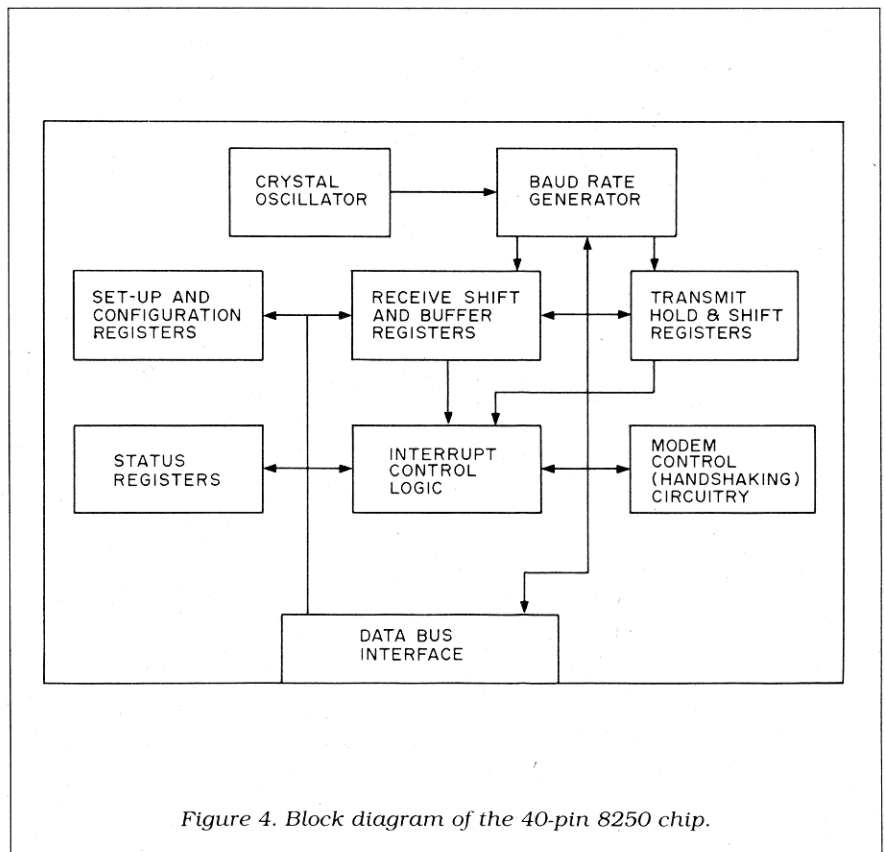 CRYSTAL
OSCILLATOR
BAUD RATE
GENERATOR
SET-UP AND
CONFIGURATION
REGISTERS
RECEIVE SHIFT
AND BUFFER
REGISTERS
TRANSMIT
HOLD & SHIFT
REGISTERS
STATUS
REGISTERS
INTERRUPT
CONTROL
LOGIC
MODEM
CONTROL
(HANDSHAKING)
CIRCUITRY
DATA BUS
INTERFACE
Figure 4. Block diagram of the 40-pin 8250 chip.